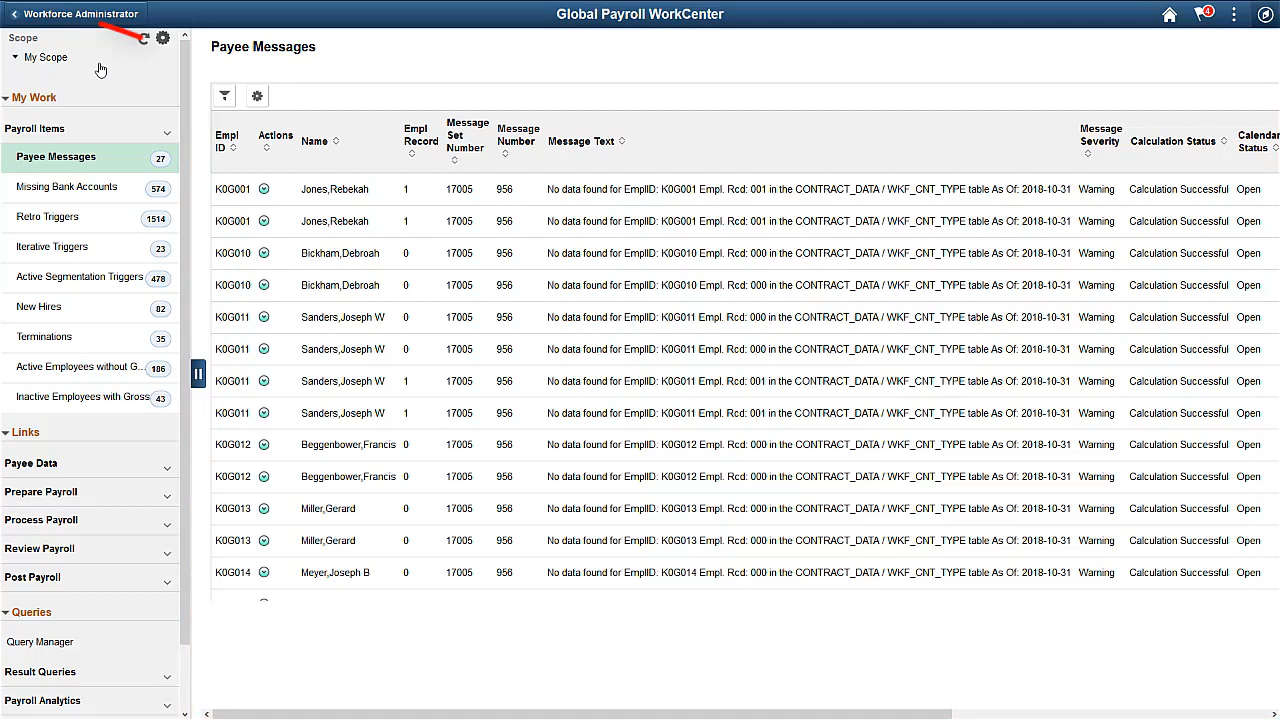 Workforce Administrator
Global Payroll WorkCenter
4
Scope
My Scope
My Work
Payroll Items
Payee Messages 27
Missing Bank Accounts 574
Retro Triggers 1514
Iterative Triggers 23
Active Segmentation Triggers 478
New Hires 82
Terminations 35
Active Employees without G... 186
Inactive Employees with Gross 43
Links
Payee Data
Prepare Payroll
Process Payroll
Review Payroll
Post Payroll
Queries
Query Manager
Result Queries
Payroll Analytics
Payee Messages
Empl ID Actions Name Empl Record Message Set Number Message Number Message Text Message Severity Calculation Status Calendar Status
K0G001 Jones,Rebekah 1 17005 956 No data found for EmplID: K0G001 Empl. Rcd: 001 in the CONTRACT_DATA / WKF_CNT_TYPE table As Of: 2018-10-31 Warning Calculation Successful Open
K0G001 Jones,Rebekah 1 17005 956 No data found for EmplID: K0G001 Empl. Rcd: 001 in the CONTRACT_DATA / WKF_CNT_TYPE table As Of: 2018-10-31 Warning Calculation Successful Open
K0G010 Bickham,Debroah 0 17005 956 No data found for EmplID: K0G010 Empl. Rcd: 000 in the CONTRACT_DATA / WKF_CNT_TYPE table As Of: 2018-10-31 Warning Calculation Successful Open
K0G010 Bickham,Debroah 0 17005 956 No data found for EmplID: K0G010 Empl. Rcd: 000 in the CONTRACT_DATA / WKF_CNT_TYPE table As Of: 2018-10-31 Warning Calculation Successful Open
K0G011 Sanders,Joseph W 0 17005 956 No data found for EmplID: K0G011 Empl. Rcd: 000 in the CONTRACT_DATA / WKF_CNT_TYPE table As Of: 2018-10-31 Warning Calculation Successful Open
K0G011 Sanders,Joseph W 0 17005 956 No data found for EmplID: K0G011 Empl. Rcd: 000 in the CONTRACT_DATA / WKF_CNT_TYPE table As Of: 2018-10-31 Warning Calculation Successful Open
K0G011 Sanders,Joseph W 1 17005 956 No data found for EmplID: K0G011 Empl. Rcd: 001 in the CONTRACT_DATA / WKF_CNT_TYPE table As Of: 2018-10-31 Warning Calculation Successful Open
K0G011 Sanders,Joseph W 1 17005 956 No data found for EmplID: K0G011 Empl. Rcd: 001 in the CONTRACT_DATA / WKF_CNT_TYPE table As Of: 2018-10-31 Warning Calculation Successful Open
K0G012 Beggenbower,Francis 0 17005 956 No data found for EmplID: K0G012 Empl. Rcd: 000 in the CONTRACT_DATA / WKF_CNT_TYPE table As Of: 2018-10-31 Warning Calculation Successful Open
K0G012 Beggenbower,Francis 0 17005 956 No data found for EmplID: K0G012 Empl. Rcd: 000 in the CONTRACT_DATA / WKF_CNT_TYPE table As Of: 2018-10-31 Warning Calculation Successful Open
K0G013 Miller,Gerard 0 17005 956 No data found for EmplID: K0G013 Empl. Rcd: 000 in the CONTRACT_DATA / WKF_CNT_TYPE table As Of: 2018-10-31 Warning Calculation Successful Open
K0G013 Miller,Gerard 0 17005 956 No data found for EmplID: K0G013 Empl. Rcd: 000 in the CONTRACT_DATA / WKF_CNT_TYPE table As Of: 2018-10-31 Warning Calculation Successful Open
K0G014 Meyer,Joseph B 0 17005 956 No data found for EmplID: K0G014 Empl. Rcd: 000 in the CONTRACT_DATA / WKF_CNT_TYPE table As Of: 2018-10-31 Warning Calculation Successful Open